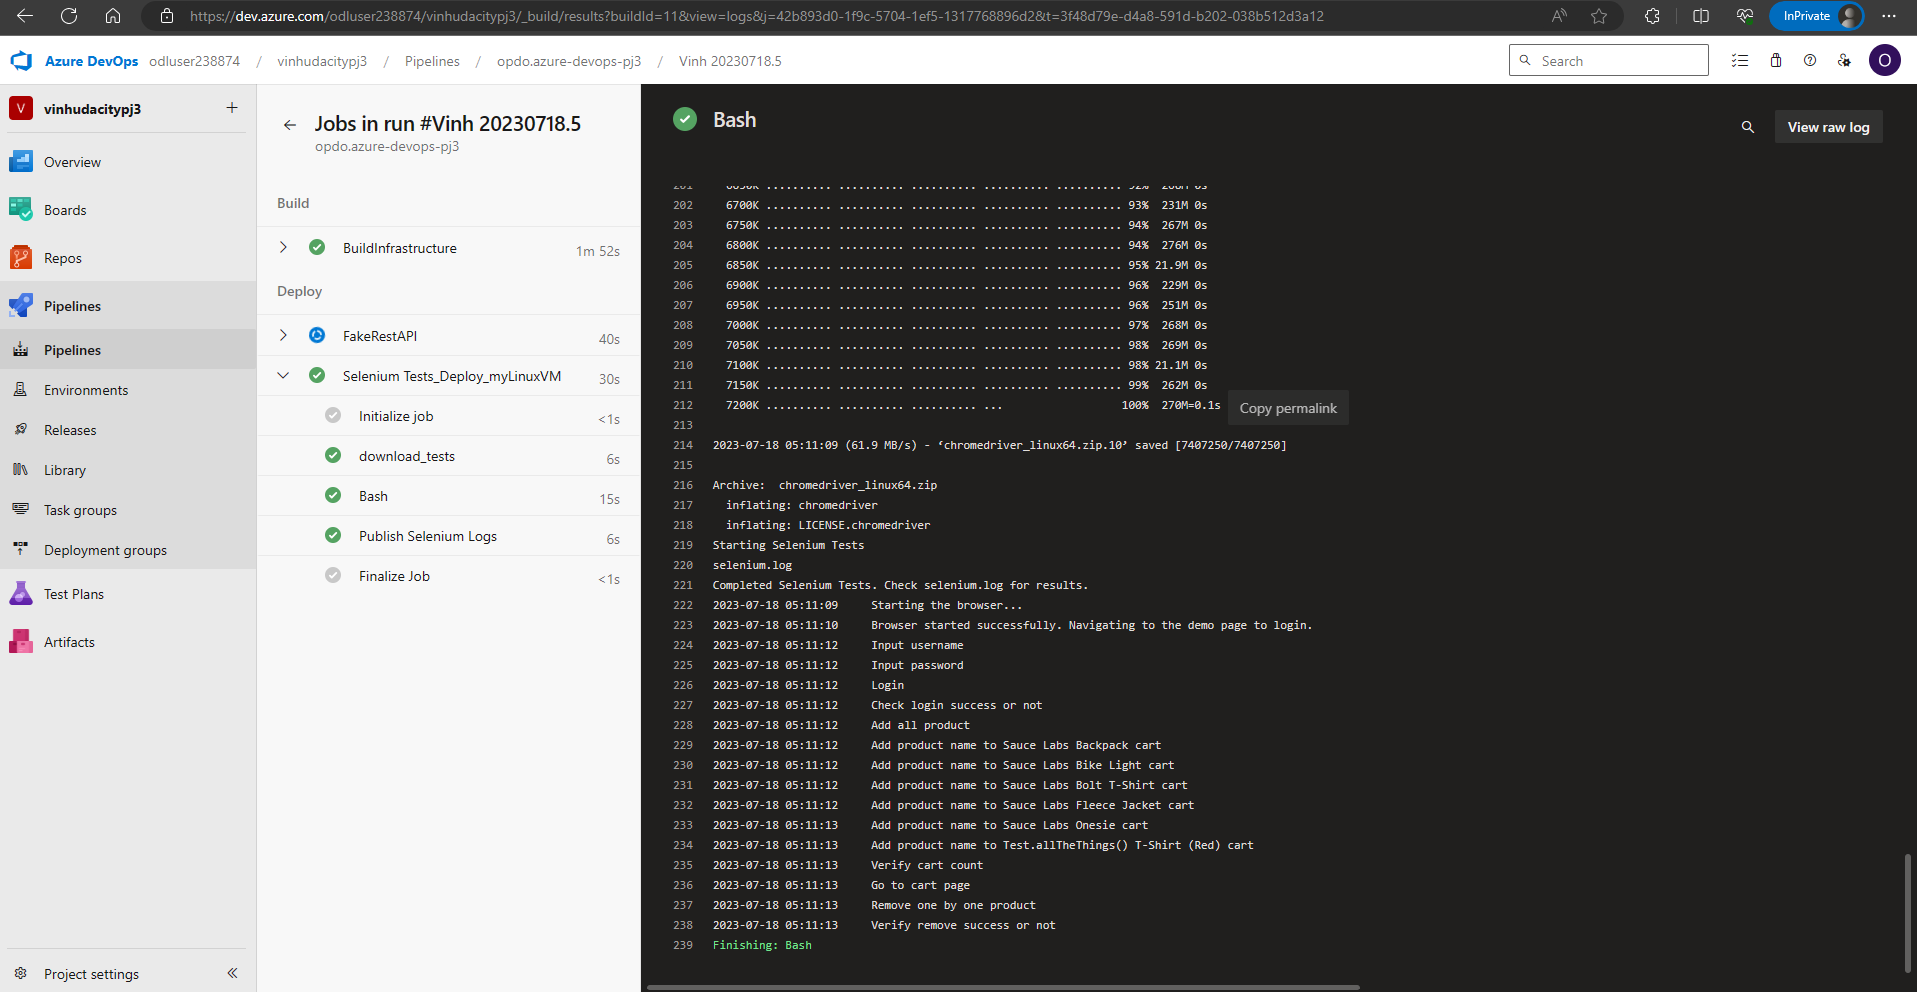 https://dev.azure.com/odluser238874/vinhudacitypj3/_build/results?buildId=11&view=logs&j=42b893d0-1f9c-5704-1ef5-1317768896d2&t=3f48d79e-d4a8-591d-b202-038b512d3a12
InPrivate
Azure DevOps odluser238874 / vinhudacitypj3 / Pipelines / opdo.azure-devops-pj3 / Vinh 20230718.5
Search
O
V vinhudacitypj3 +
Overview
Boards
Repos
Pipelines
Pipelines
Environments
Releases
Library
Task groups
Deployment groups
Test Plans
Artifacts
Project settings
Jobs in run #Vinh 20230718.5
opdo.azure-devops-pj3
Build
BuildInfrastructure 1m 52s
Deploy
FakeRestAPI 40s
Selenium Tests_Deploy_myLinuxVM 30s
Initialize job <1s
download_tests 6s
Bash 15s
Publish Selenium Logs 6s
Finalize Job <1s
Bash
View raw log
202 6700K .......... .......... .......... .......... .......... 93% 231M 0s
203 6750K .......... .......... .......... .......... .......... 94% 267M 0s
204 6800K .......... .......... .......... .......... .......... 94% 276M 0s
205 6850K .......... .......... .......... .......... .......... 95% 21.9M 0s
206 6900K .......... .......... .......... .......... .......... 96% 229M 0s
207 6950K .......... .......... .......... .......... .......... 96% 251M 0s
208 7000K .......... .......... .......... .......... .......... 97% 268M 0s
209 7050K .......... .......... .......... .......... .......... 98% 269M 0s
210 7100K .......... .......... .......... .......... .......... 98% 21.1M 0s
211 7150K .......... .......... .......... .......... .......... 99% 262M 0s
212 7200K .......... .......... .......... ... 100% 270M=0.1s
Copy permalink
213
214 2023-07-18 05:11:09 (61.9 MB/s) - ‘chromedriver_linux64.zip.10’ saved [7407250/7407250]
215
216 Archive: chromedriver_linux64.zip
217 inflating: chromedriver
218 inflating: LICENSE.chromedriver
219 Starting Selenium Tests
220 selenium.log
221 Completed Selenium Tests. Check selenium.log for results.
222 2023-07-18 05:11:09 Starting the browser...
223 2023-07-18 05:11:10 Browser started successfully. Navigating to the demo page to login.
224 2023-07-18 05:11:12 Input username
225 2023-07-18 05:11:12 Input password
226 2023-07-18 05:11:12 Login
227 2023-07-18 05:11:12 Check login success or not
228 2023-07-18 05:11:12 Add all product
229 2023-07-18 05:11:12 Add product name to Sauce Labs Backpack cart
230 2023-07-18 05:11:12 Add product name to Sauce Labs Bike Light cart
231 2023-07-18 05:11:12 Add product name to Sauce Labs Bolt T-Shirt cart
232 2023-07-18 05:11:12 Add product name to Sauce Labs Fleece Jacket cart
233 2023-07-18 05:11:13 Add product name to Sauce Labs Onesie cart
234 2023-07-18 05:11:13 Add product name to Test.allTheThings() T-Shirt (Red) cart
235 2023-07-18 05:11:13 Verify cart count
236 2023-07-18 05:11:13 Go to cart page
237 2023-07-18 05:11:13 Remove one by one product
238 2023-07-18 05:11:13 Verify remove success or not
239 Finishing: Bash